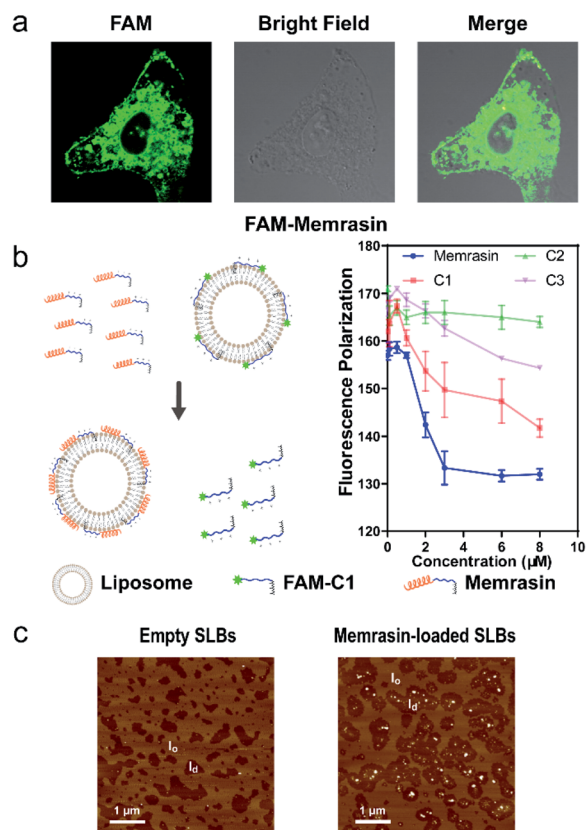 a
FAM
Bright Field
Merge
FAM-Memrasin
b
Memrasin
C2
C1
C3
Fluorescence Polarization
180
170
160
150
140
130
120
0
2
4
6
8
10
Concentration (μM)
Liposome
FAM-C1
Memrasin
c
Empty SLBs
Memrasin-loaded SLBs
lo
ld
1 μm
lo
ld
1 μm